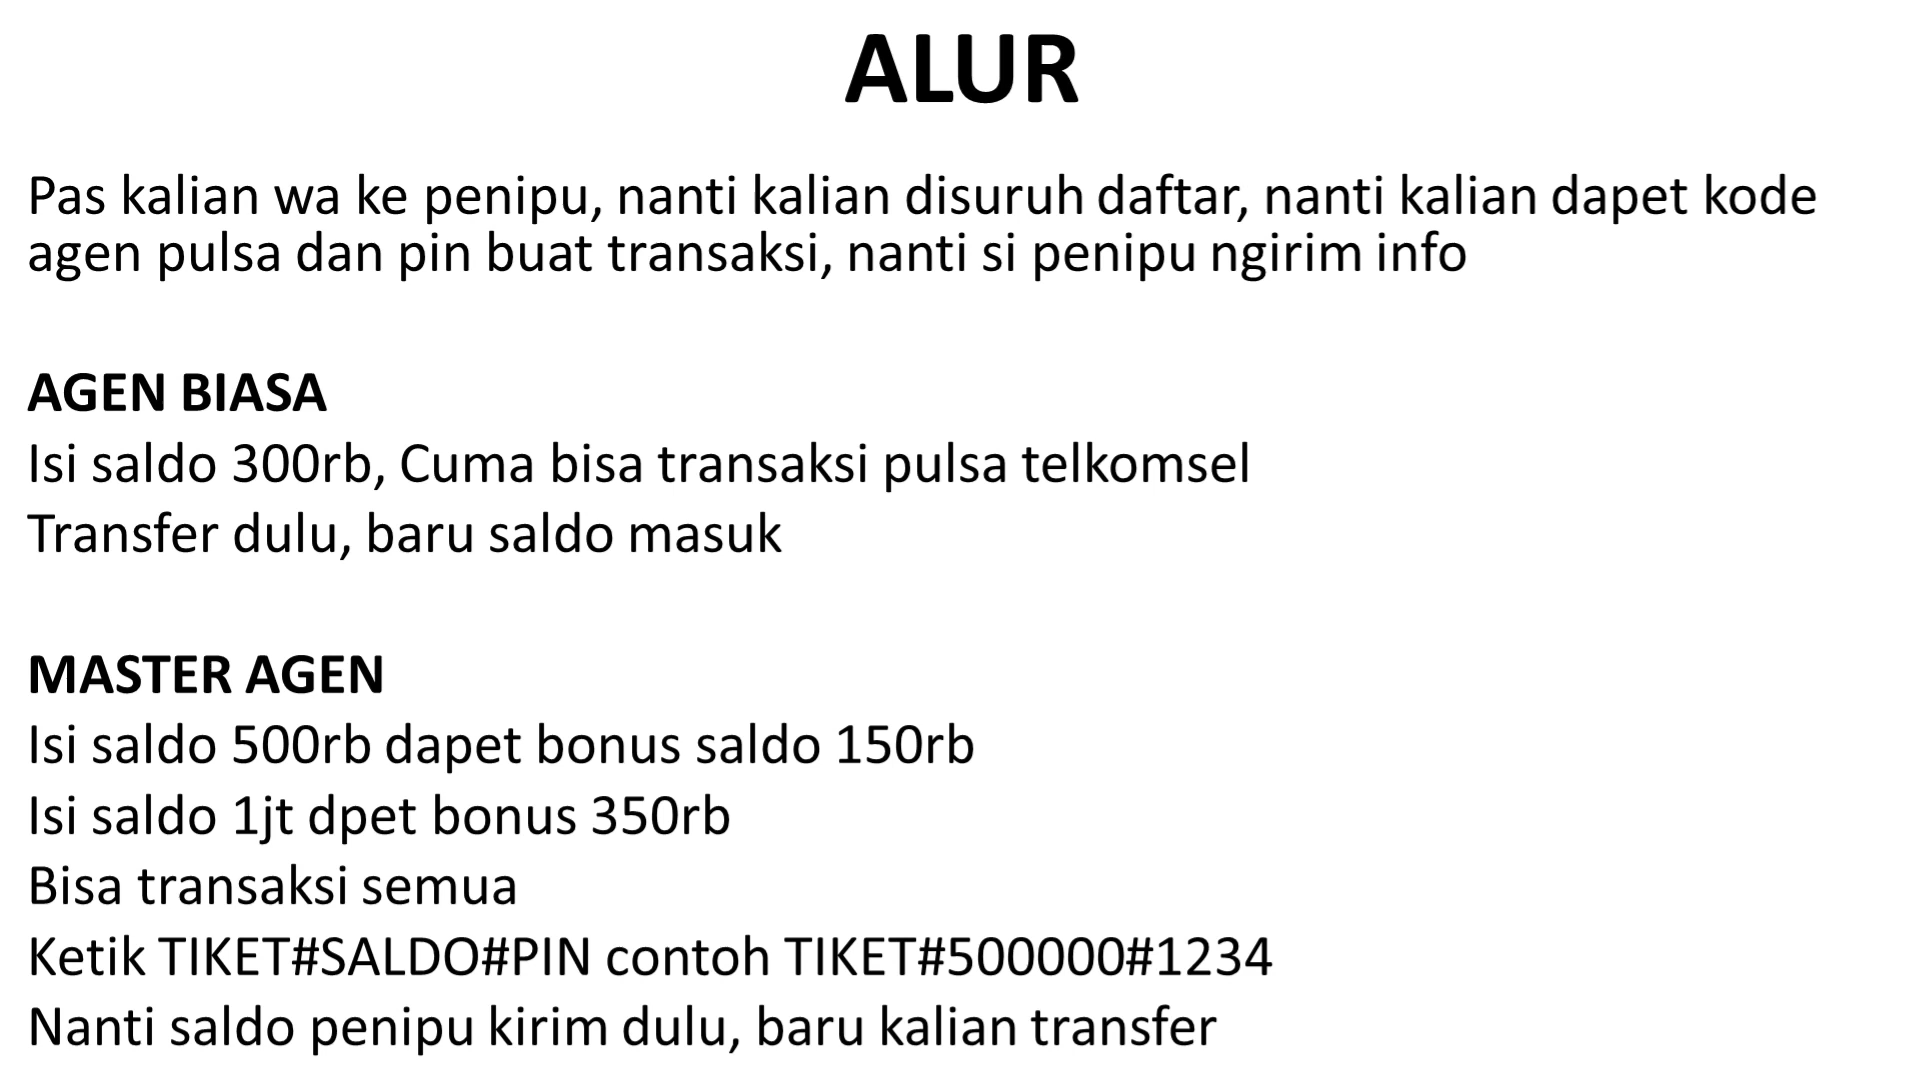 ALUR
Pas kalian wa ke penipu, nanti kalian disuruh daftar, nanti kalian dapet kode
agen pulsa dan pin buat transaksi, nanti si penipu ngirim info
AGEN BIASA
Isi saldo 300rb, Cuma bisa transaksi pulsa telkomsel
Transfer dulu, baru saldo masuk
MASTER AGEN
Isi saldo 500rb dapet bonus saldo 150rb
Isi saldo 1jt dpet bonus 350rb
Bisa transaksi semua
Ketik TIKET#SALDO#PIN contoh TIKET#500000#1234
Nanti saldo penipu kirim dulu, baru kalian transfer